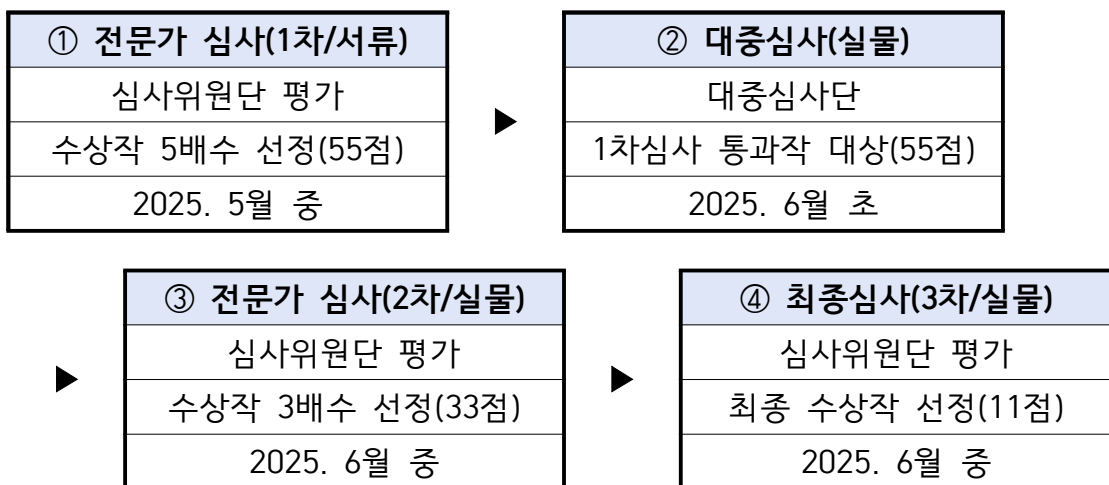 ① 전문가 심사(1차/서류)
심사위원단 평가
수상작 5배수 선정(55점)
2025. 5월 중
▶
② 대중심사(실물)
대중심사단
1차심사 통과작 대상(55점)
2025. 6월 초
▶
③ 전문가 심사(2차/실물)
심사위원단 평가
수상작 3배수 선정(33점)
2025. 6월 중
▶
④ 최종심사(3차/실물)
심사위원단 평가
최종 수상작 선정(11점)
2025. 6월 중